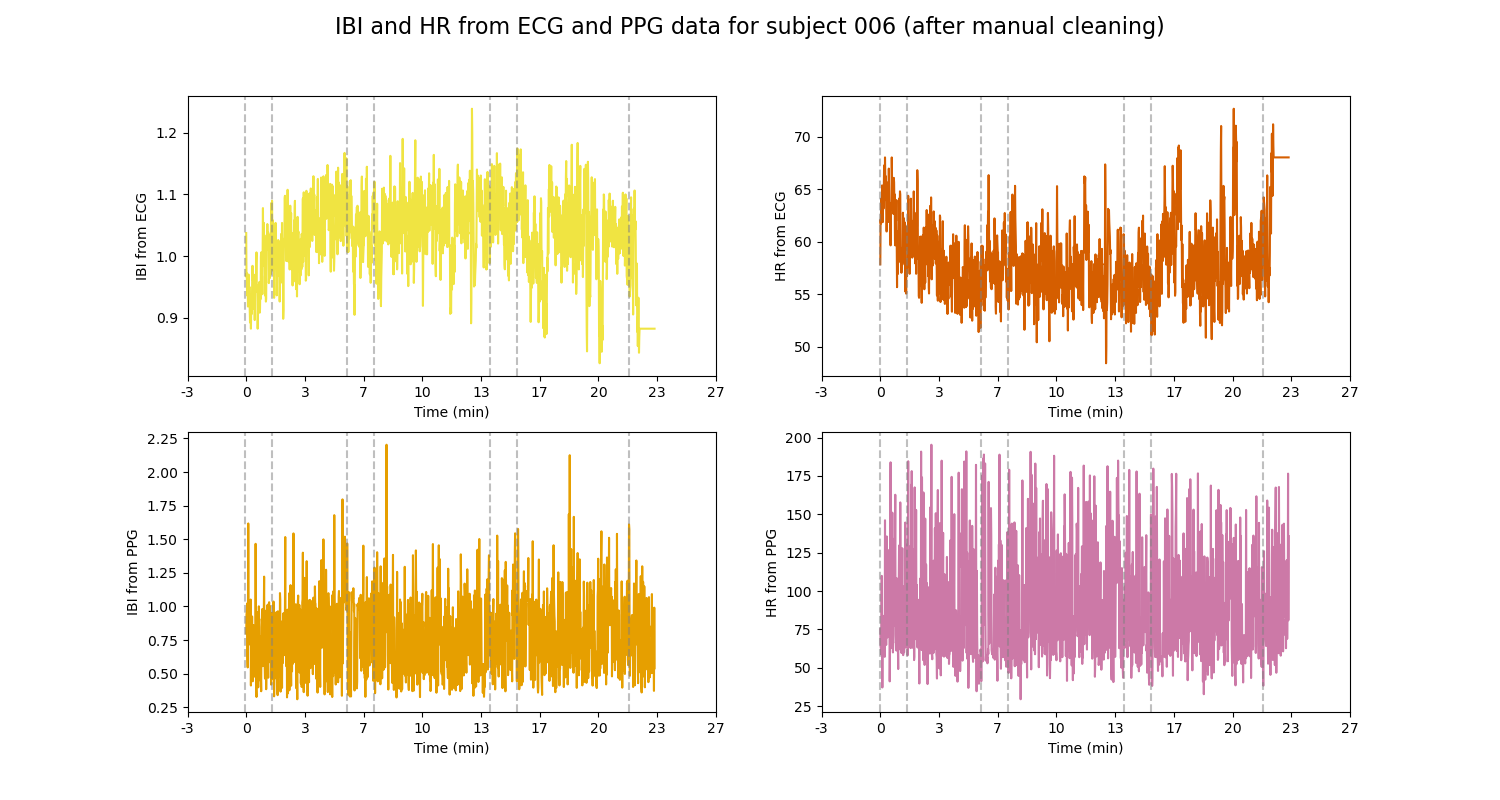 IBI and HR from ECG and PPG data for subject 006 (after manual cleaning)
IBI from ECG
1.2
1.1
1.0
0.9
-3 0 3 7 10 13 17 20 23 27
Time (min)
HR from ECG
70
65
60
55
50
-3 0 3 7 10 13 17 20 23 27
Time (min)
IBI from PPG
2.25
2.00
1.75
1.50
1.25
1.00
0.75
0.50
0.25
-3 0 3 7 10 13 17 20 23 27
Time (min)
HR from PPG
200
175
150
125
100
75
50
25
-3 0 3 7 10 13 17 20 23 27
Time (min)